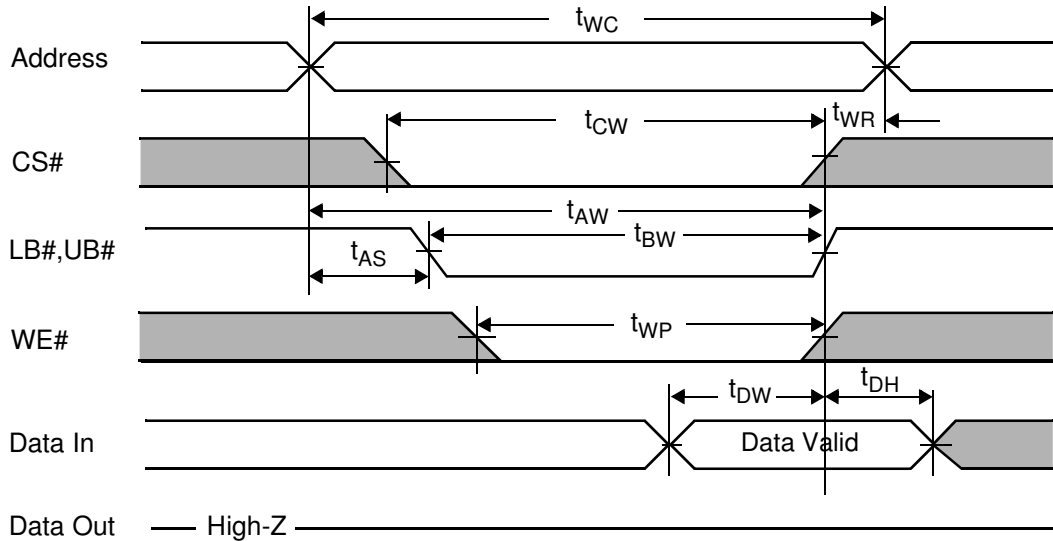 tWC
Address
tCW
tWR
CS#
tAW
tBW
LB#,UB#
tAS
tWP
WE#
tDW
tDH
Data In
Data Valid
Data Out
High-Z